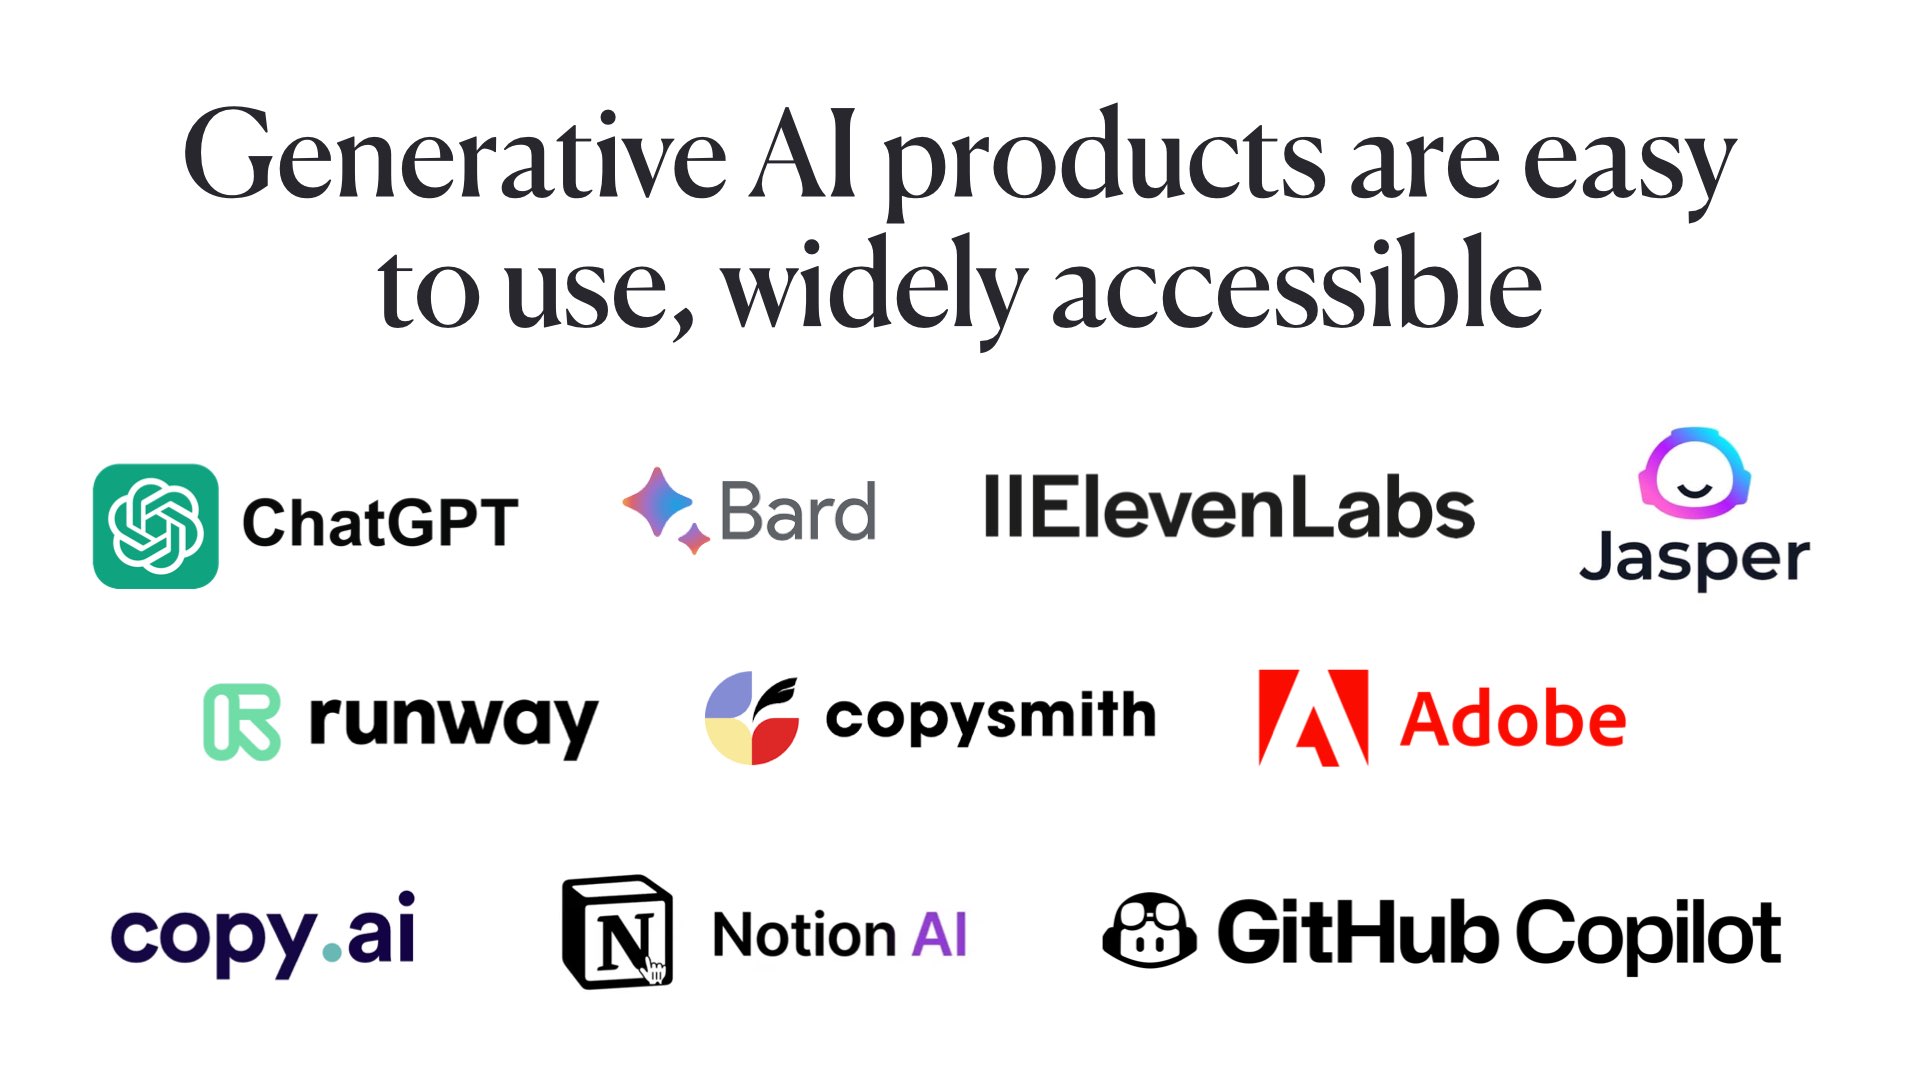 Generative AI products are easy
to use, widely accessible
ChatGPT
Bard
IIElevenLabs
Jasper
runway
copysmith
Adobe
copy.ai
N
Notion AI
GitHub Copilot